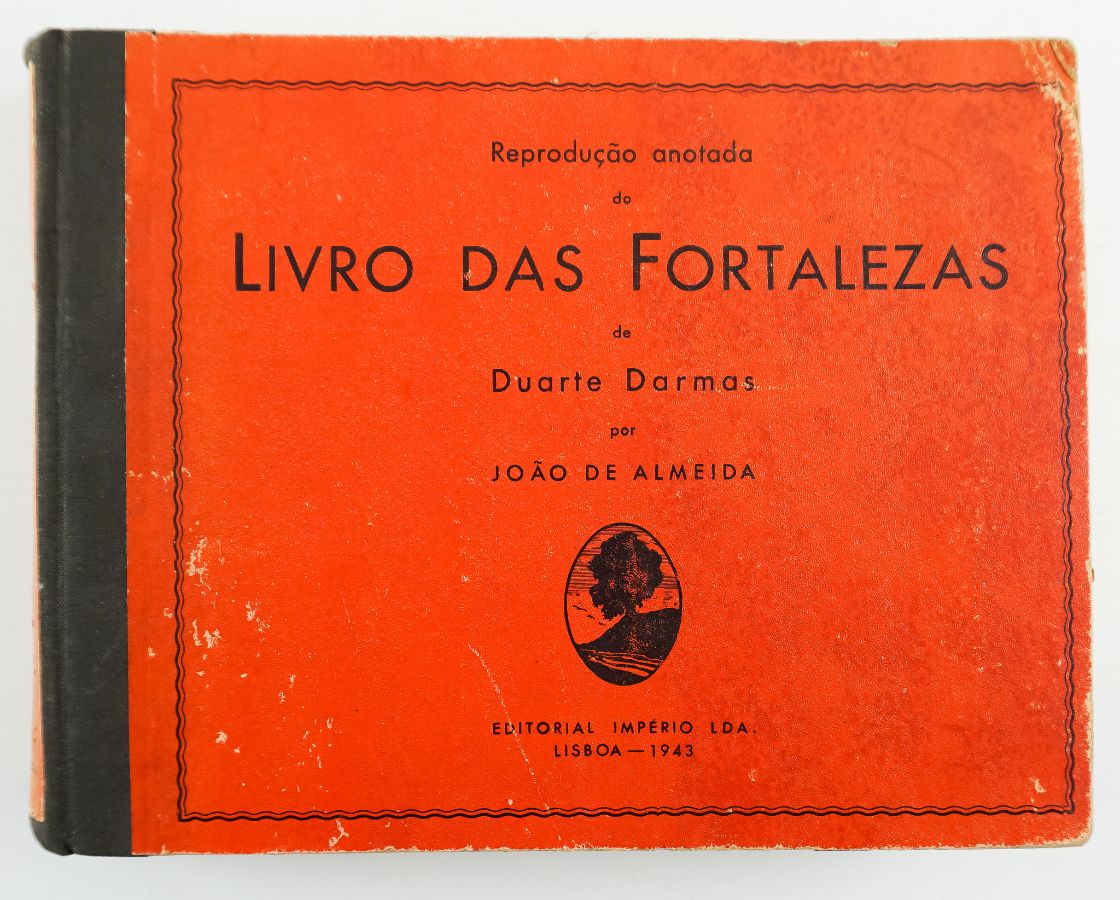 Reprodução anotada
do
LIVRO DAS FORTALEZAS
de
Duarte Darmas
por
JOÃO DE ALMEIDA
EDITORIAL IMPÉRIO LDA.
LISBOA — 1943